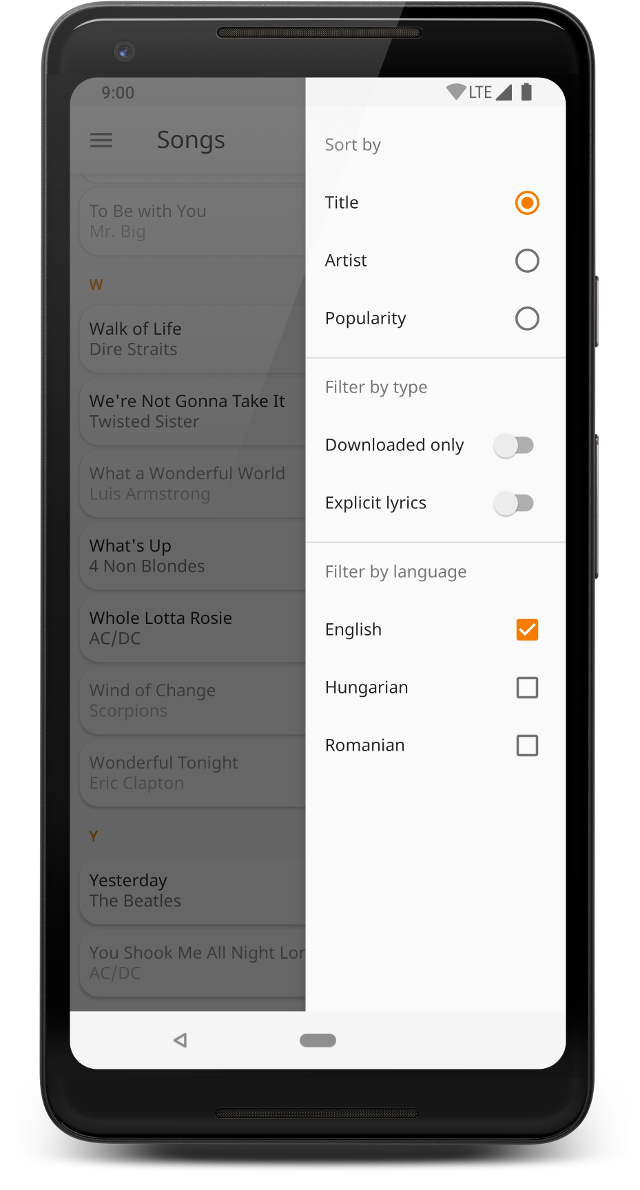 9:00
LTE
Songs
To Be with You
Mr. Big
W
Walk of Life
Dire Straits
We're Not Gonna Take It
Twisted Sister
What a Wonderful World
Luis Armstrong
What's Up
4 Non Blondes
Whole Lotta Rosie
AC/DC
Wind of Change
Scorpions
Wonderful Tonight
Eric Clapton
Y
Yesterday
The Beatles
You Shook Me All Night Lon
AC/DC
Sort by
Title
Artist
Popularity
Filter by type
Downloaded only
Explicit lyrics
Filter by language
English
Hungarian
Romanian